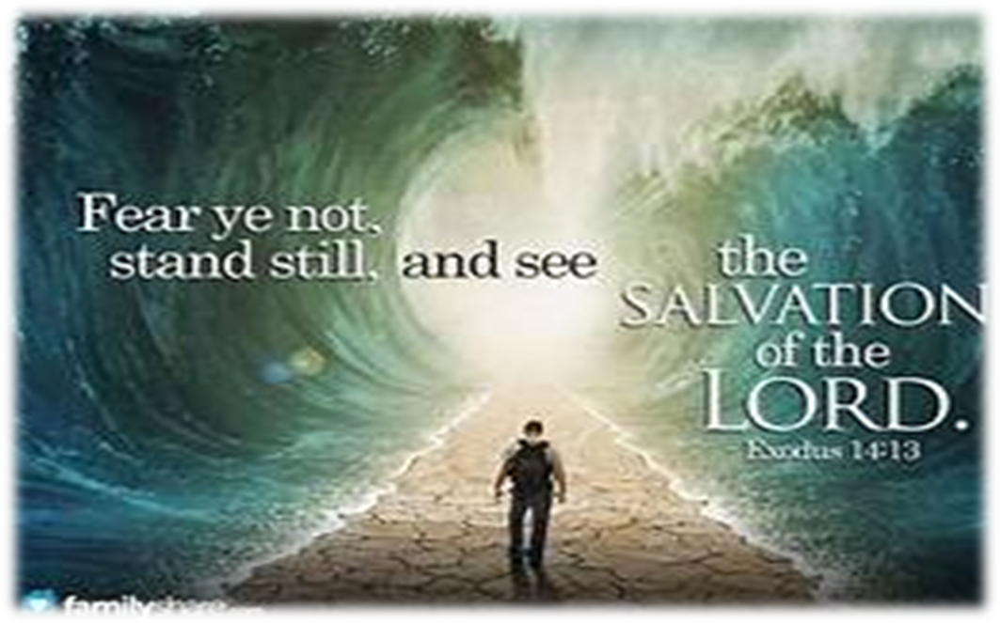 Fear ye not,
stand still, and see
the
SALVATION
of the
LORD.
Exodus 14:13
familyshare